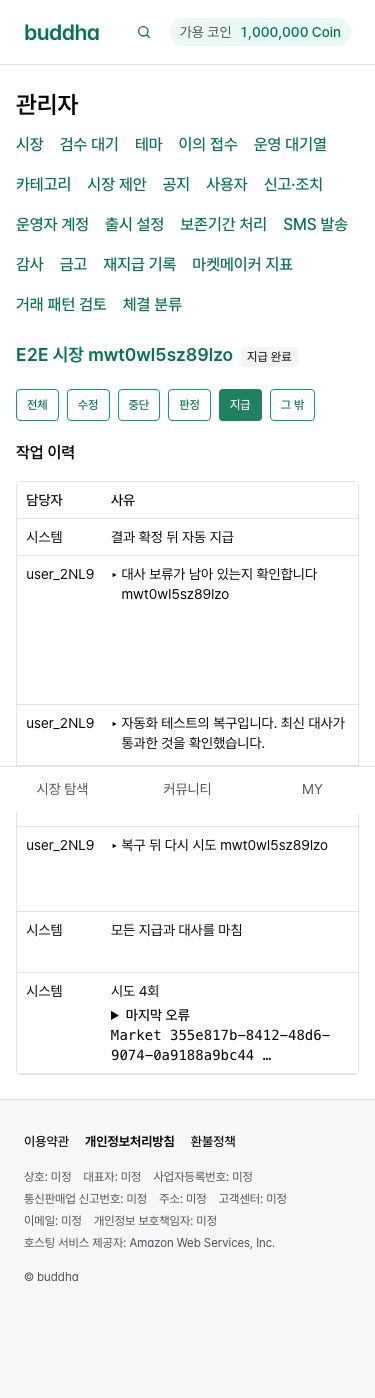 buddha
가용 코인 1,000,000 Coin
관리자
시장 검수 대기 테마 이의 접수 운영 대기열
카테고리 시장 제안 공지 사용자 신고·조치
운영자 계정 출시 설정 보존기간 처리 SMS 발송
감사 금고 재지급 기록 마켓메이커 지표
거래 패턴 검토 체결 분류
E2E 시장 mwt0wl5sz89lzo 지급 완료
전체 수정 중단 판정 지급 그 밖
작업 이력
담당자 사유
시스템 결과 확정 뒤 자동 지급
user_2NL9 ▸ 대사 보류가 남아 있는지 확인합니다
mwt0wl5sz89lzo
user_2NL9 ▸ 자동화 테스트의 복구입니다. 최신 대사가
통과한 것을 확인했습니다.
시장 탐색 커뮤니티 MY
user_2NL9 ▸ 복구 뒤 다시 시도 mwt0wl5sz89lzo
시스템 모든 지급과 대사를 마침
시스템 시도 4회
▶ 마지막 오류
Market 355e817b-8412-48d6-
9074-0a9188a9bc44 …
이용약관 개인정보처리방침 환불정책
상호: 미정 대표자: 미정 사업자등록번호: 미정
통신판매업 신고번호: 미정 주소: 미정 고객센터: 미정
이메일: 미정 개인정보 보호책임자: 미정
호스팅 서비스 제공자: Amazon Web Services, Inc.
© buddha